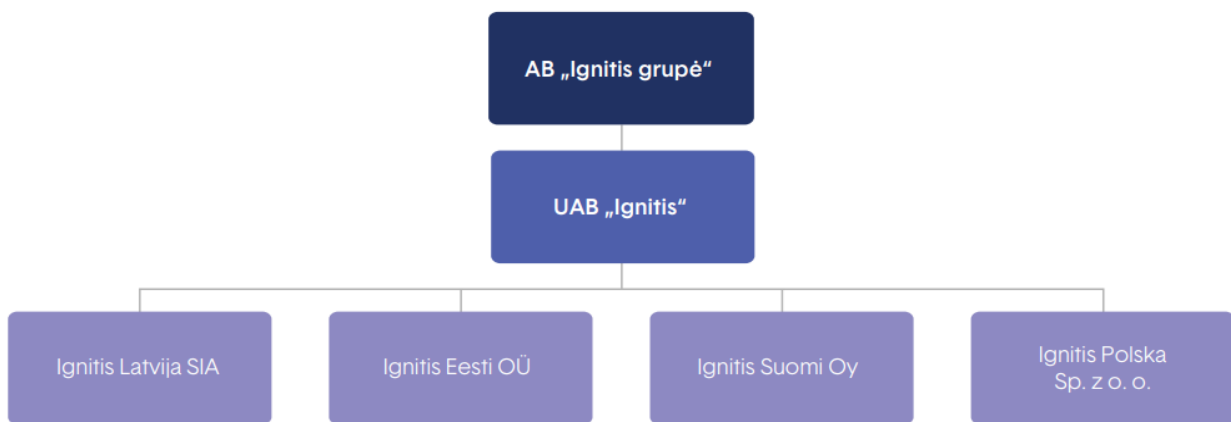 AB „Ignitis grupė“
UAB „Ignitis“
Ignitis Latvija SIA
Ignitis Eesti OÜ
Ignitis Suomi Oy
Ignitis Polska
Sp. z o. o.